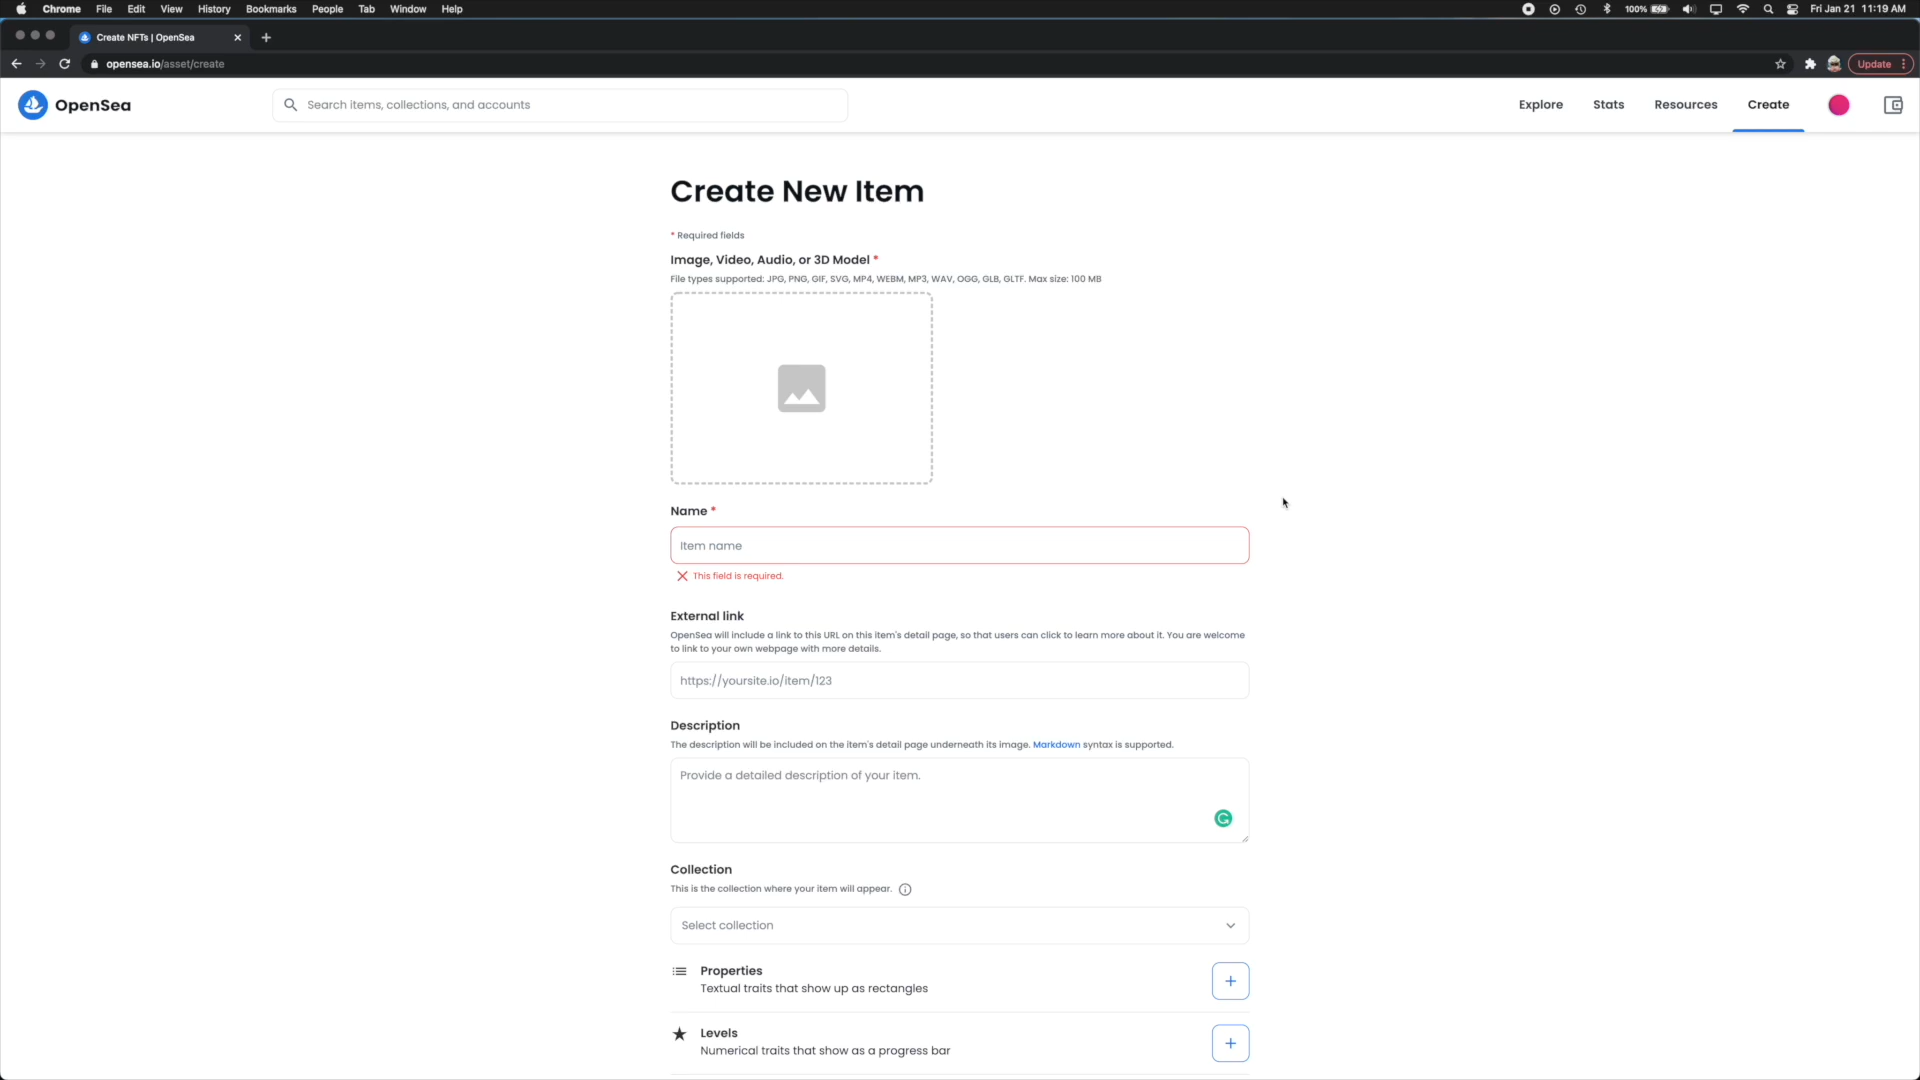 Chrome File Edit View History Bookmarks People Tab Window Help 100% Fri Jan 21 11:19 AM
Create NFTs | OpenSea
opensea.io/asset/create Update
OpenSea Search items, collections, and accounts Explore Stats Resources Create
Create New Item
* Required fields
Image, Video, Audio, or 3D Model *
File types supported: JPG, PNG, GIF, SVG, MP4, WEBM, MP3, WAV, OGG, GLB, GLTF. Max size: 100 MB
Name *
Item name
This field is required.
External link
OpenSea will include a link to this URL on this item's detail page, so that users can click to learn more about it. You are welcome
to link to your own webpage with more details.
https://yoursite.io/item/123
Description
The description will be included on the item's detail page underneath its image. Markdown syntax is supported.
Provide a detailed description of your item.
Collection
This is the collection where your item will appear.
Select collection
Properties
Textual traits that show up as rectangles
Levels
Numerical traits that show as a progress bar